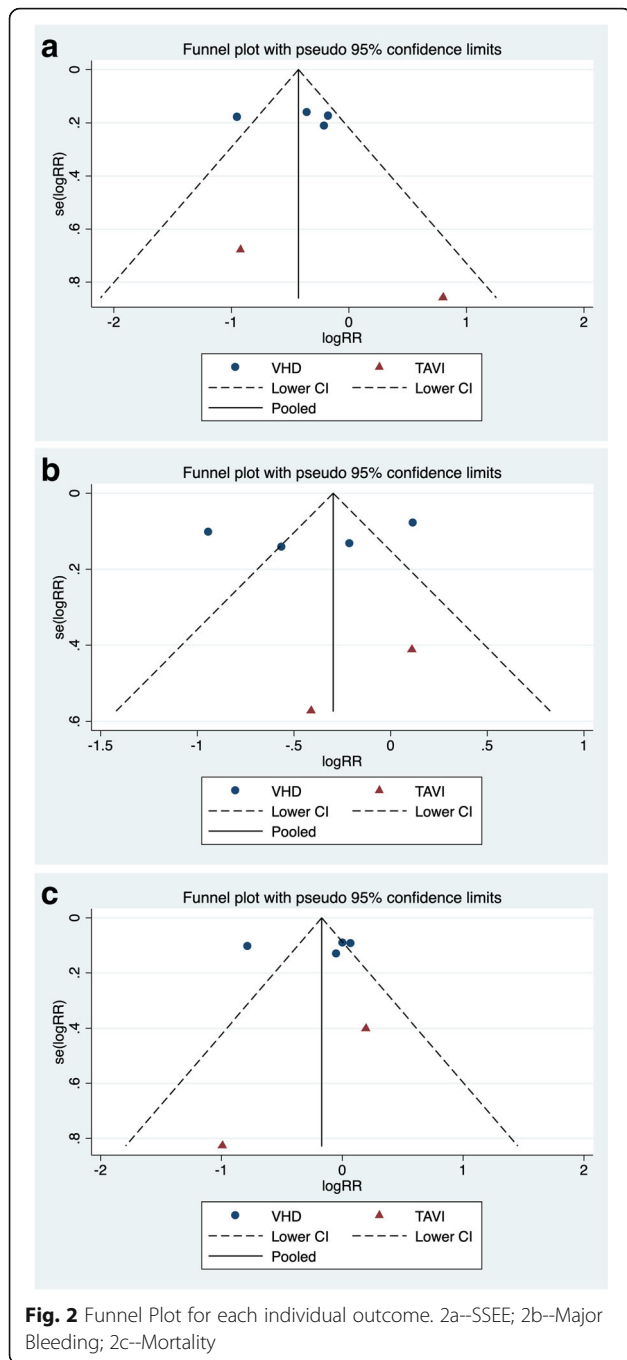 a
Funnel plot with pseudo 95% confidence limits
0
.2
.4
.6
.8
se(logRR)
-2 -1 0 1 2
logRR
VHD TAVI
Lower CI Lower CI
Pooled
b
Funnel plot with pseudo 95% confidence limits
0
.2
.4
.6
se(logRR)
-1.5 -1 -.5 0 .5 1
logRR
VHD TAVI
Lower CI Lower CI
Pooled
c
Funnel plot with pseudo 95% confidence limits
0
.2
.4
.6
.8
se(logRR)
-2 -1 0 1 2
logRR
VHD TAVI
Lower CI Lower CI
Pooled
Fig. 2 Funnel Plot for each individual outcome. 2a--SSEE; 2b--Major
Bleeding; 2c--Mortality